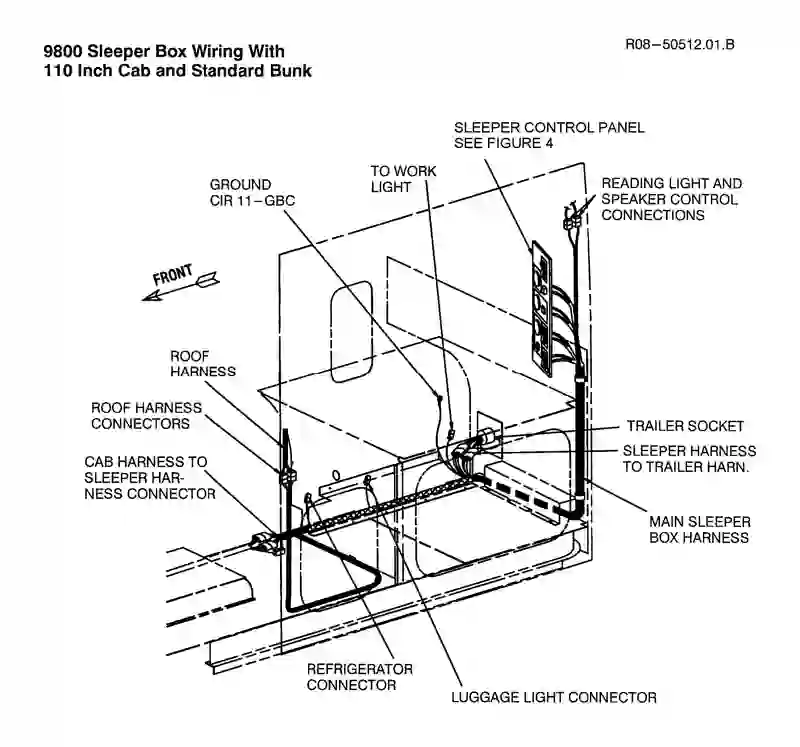 9800 Sleeper Box Wiring With
110 Inch Cab and Standard Bunk
R08-50512.01.B
SLEEPER CONTROL PANEL
SEE FIGURE 4
TO WORK
LIGHT
GROUND
CIR 11-GBC
READING LIGHT AND
SPEAKER CONTROL
CONNECTIONS
FRONT
ROOF
HARNESS
ROOF HARNESS
CONNECTORS
CAB HARNESS TO
SLEEPER HAR-
NESS CONNECTOR
TRAILER SOCKET
SLEEPER HARNESS
TO TRAILER HARN.
MAIN SLEEPER
BOX HARNESS
REFRIGERATOR
CONNECTOR
LUGGAGE LIGHT CONNECTOR